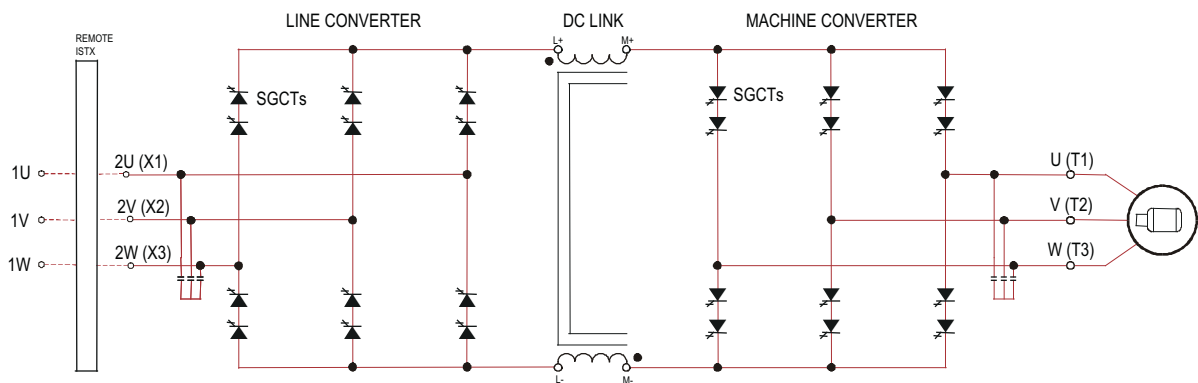 LINE CONVERTER
DC LINK
MACHINE CONVERTER
REMOTE
ISTX
L+
M+
SGCTs
SGCTs
1U
2U (X1)
U (T1)
1V
2V (X2)
V (T2)
1W
2W (X3)
W (T3)
L-
M-